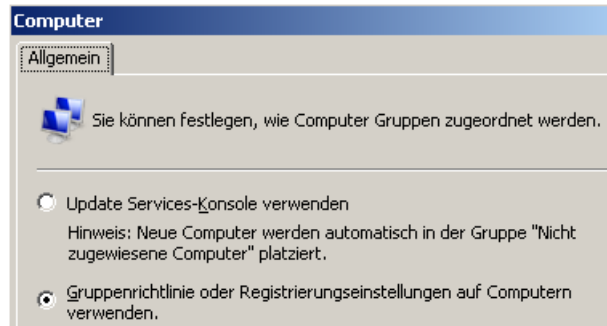 Computer
Allgemein
Sie können festlegen, wie Computer Gruppen zugeordnet werden.
Update Services-Konsole verwenden
Hinweis: Neue Computer werden automatisch in der Gruppe "Nicht
zugewiesene Computer" platziert.
Gruppenrichtlinie oder Registrierungseinstellungen auf Computern
verwenden.